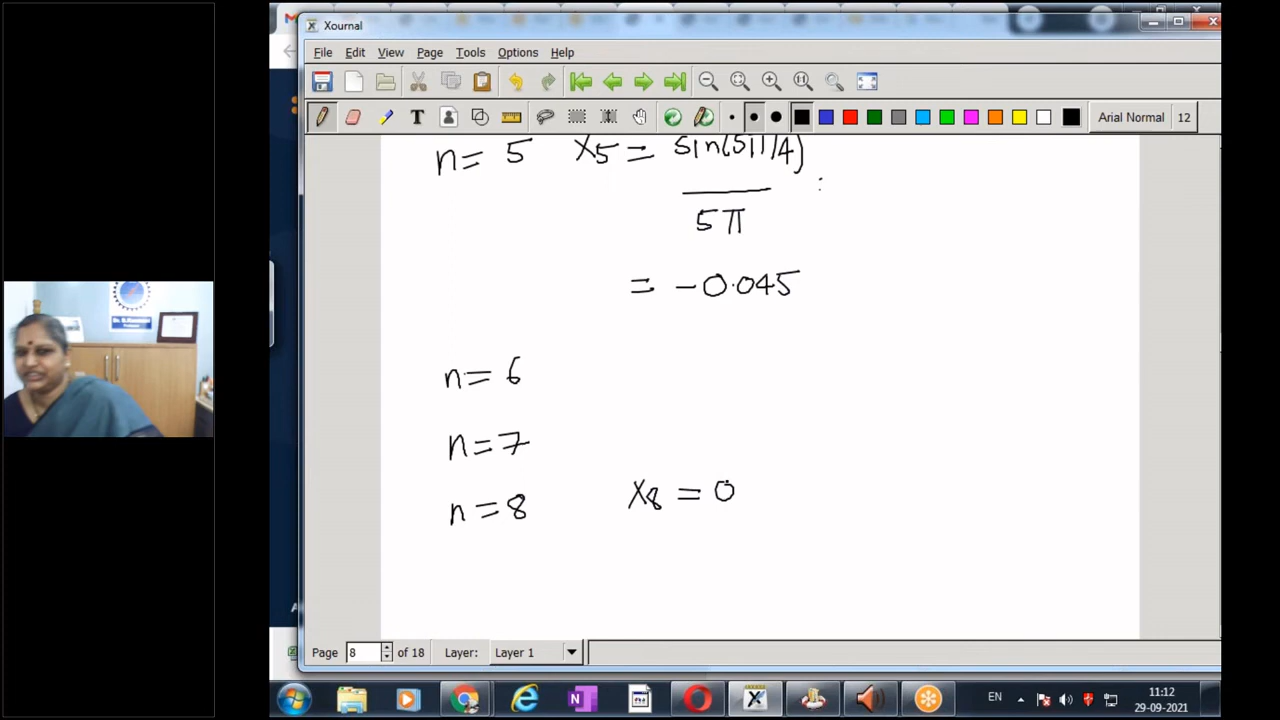 Xournal
File Edit View Page Tools Options Help
T Arial Normal 12
n= 5 X5 = sin(5π/4)
5π
= -0.045
n= 6
n=7
n=8 X8 = 0
Page 8 of 18 Layer: Layer 1
EN 11:12
29-09-2021